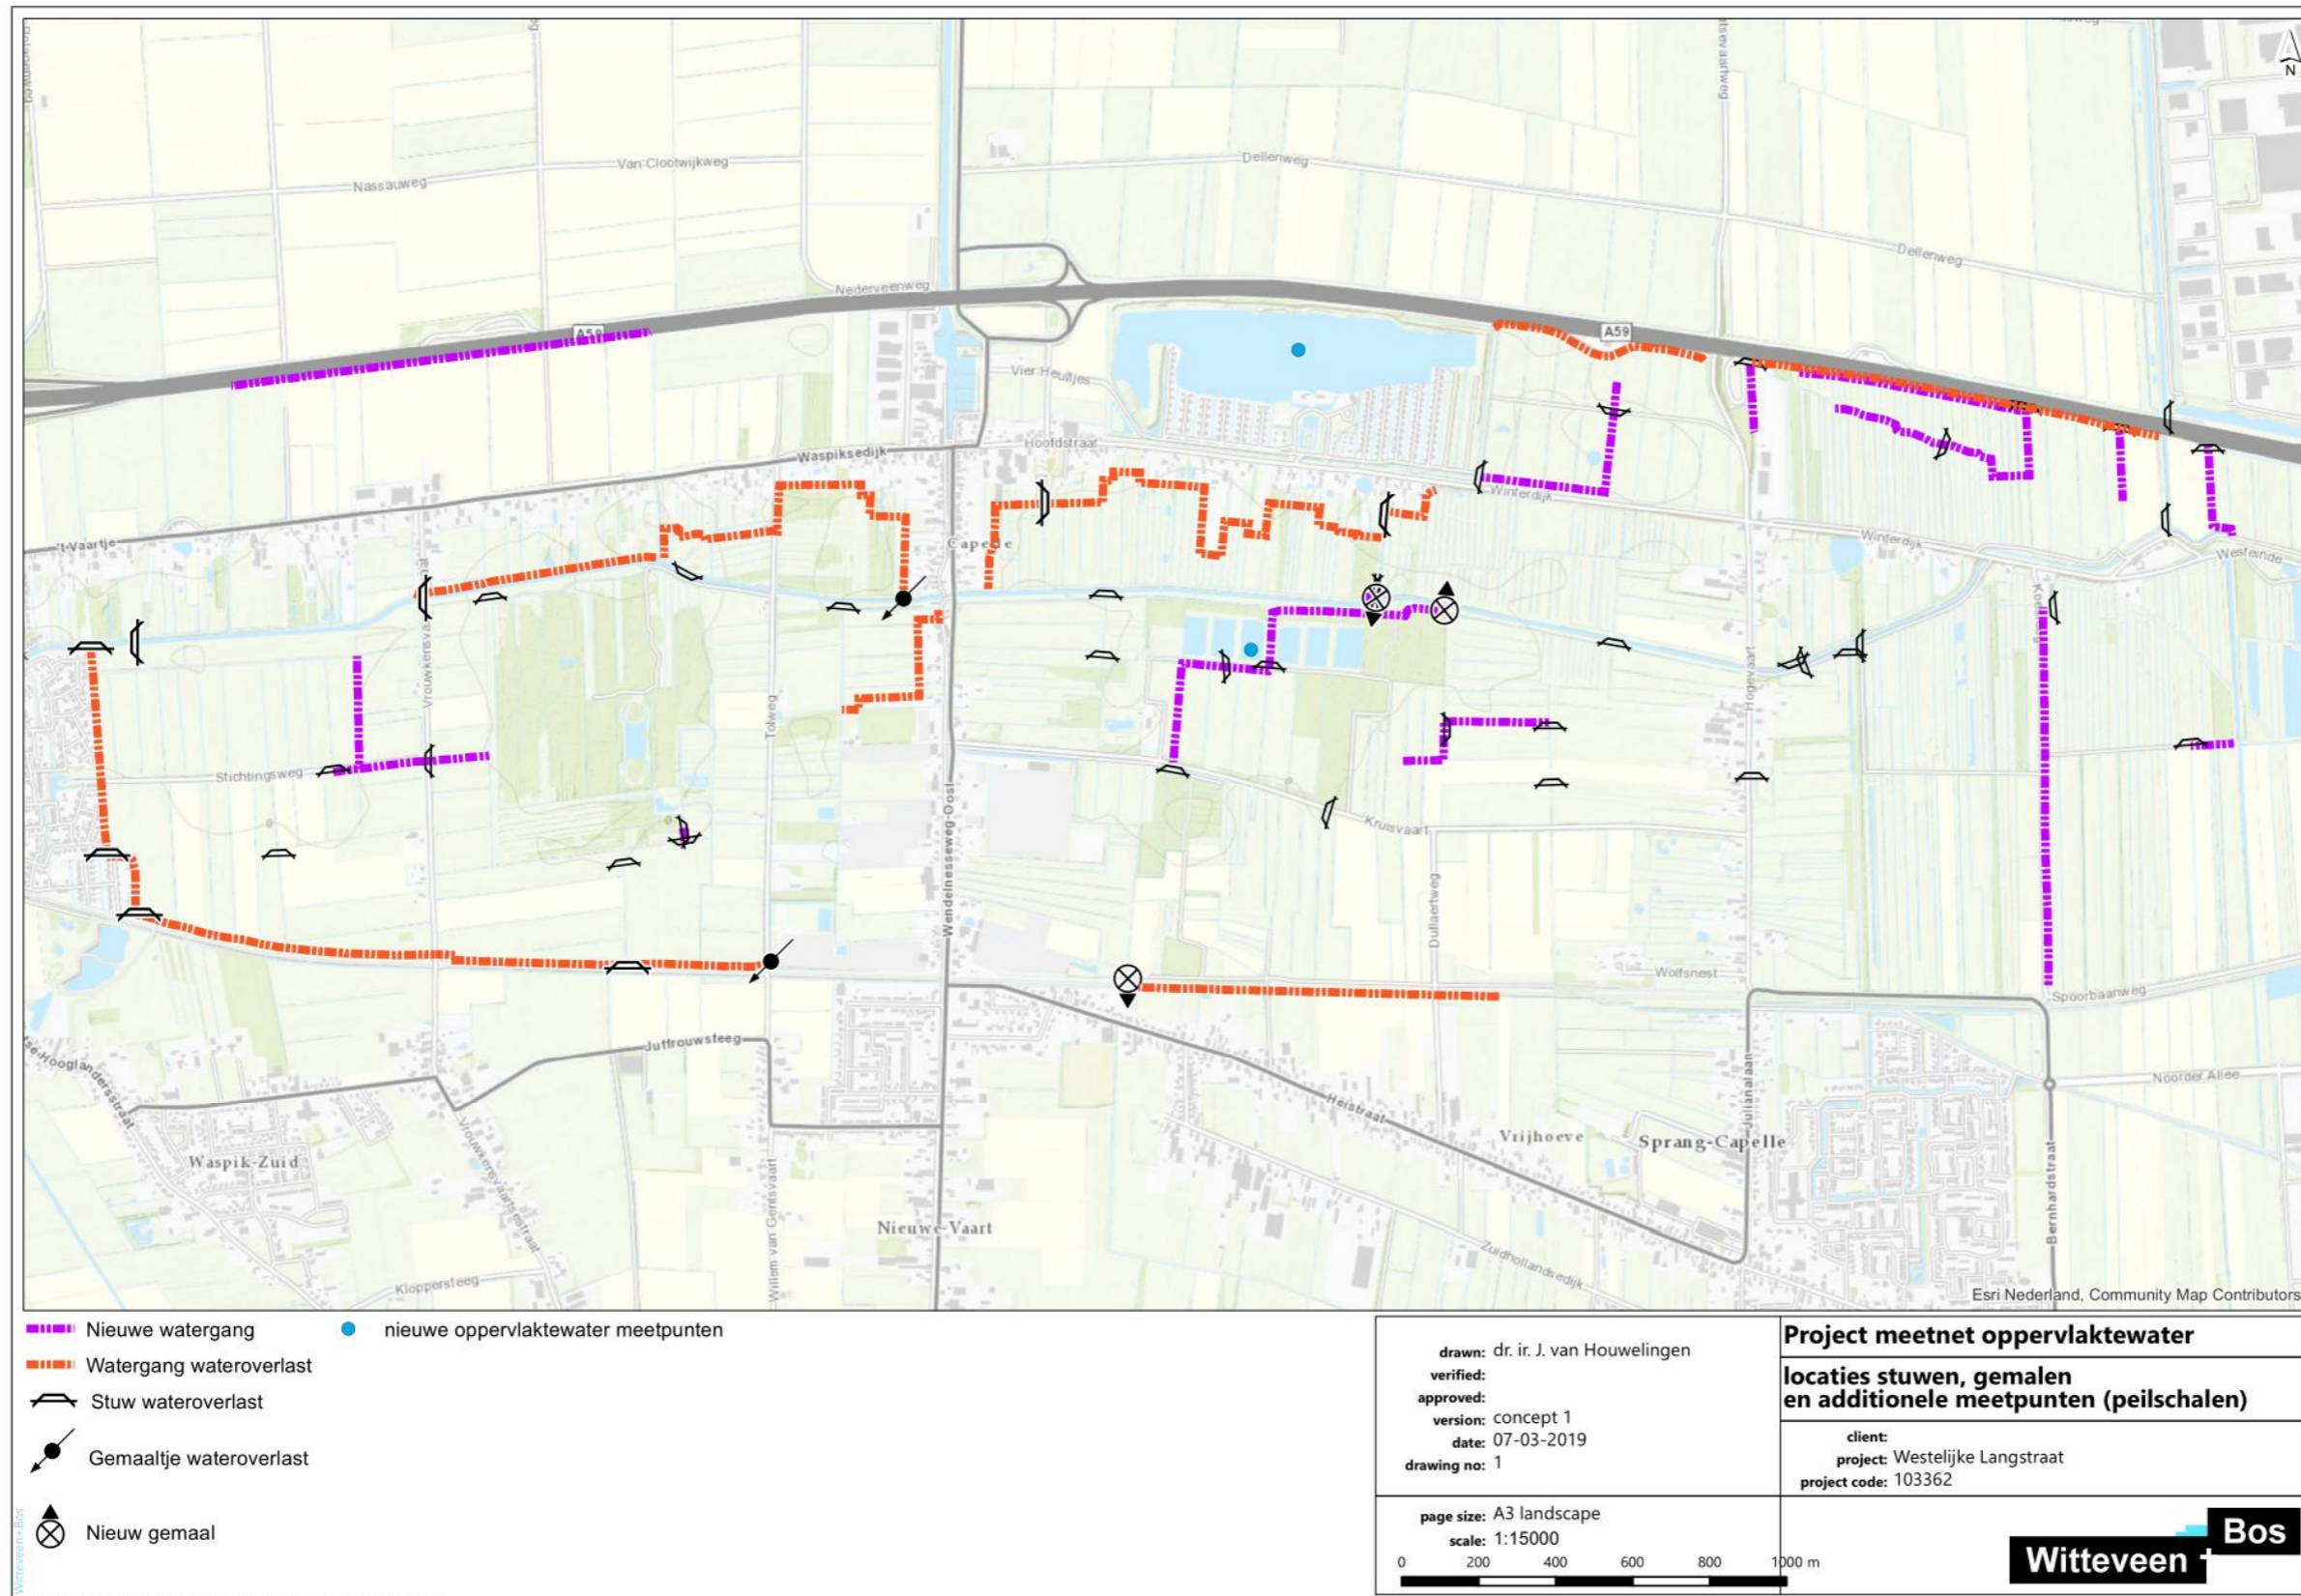 N
Van Clootwijkweg
Nassauweg
Dellenweg
Dellenweg
Nederveenweg
A59
A59
Vier Heultjes
Hoofdstraat
Waspiksedijk
Winterdijk
Winterdijk
't Vaartje
Capelle
Westeinde
Tolweg
Hogevaart
Stichtingsweg
Kruisvaart
Wendelnesseweg-Oost
Dullaertweg
Wolfsnest
Spoorbaanweg
Juffrouwsteeg
Noorder Allee
Heistraat
Julianalaan
Vrijhoeve
Sprang-Capelle
Bernhardstraat
Waspik-Zuid
Vrouwkensvaartsestraat
Willem van Gentsvaart
Nieuwe-Vaart
Zuidhollandsedijk
Kloppersteeg
Esri Nederland, Community Map Contributors
Nieuwe watergang
nieuwe oppervlaktewater meetpunten
Watergang wateroverlast
Stuw wateroverlast
Gemaaltje wateroverlast
Nieuw gemaal
Witteveen+Bos
drawn: dr. ir. J. van Houwelingen
verified:
approved:
version: concept 1
date: 07-03-2019
drawing no: 1
page size: A3 landscape
scale: 1:15000
0 200 400 600 800 1000 m
Project meetnet oppervlaktewater
locaties stuwen, gemalen
en additionele meetpunten (peilschalen)
client:
project: Westelijke Langstraat
project code: 103362
Witteveen + Bos